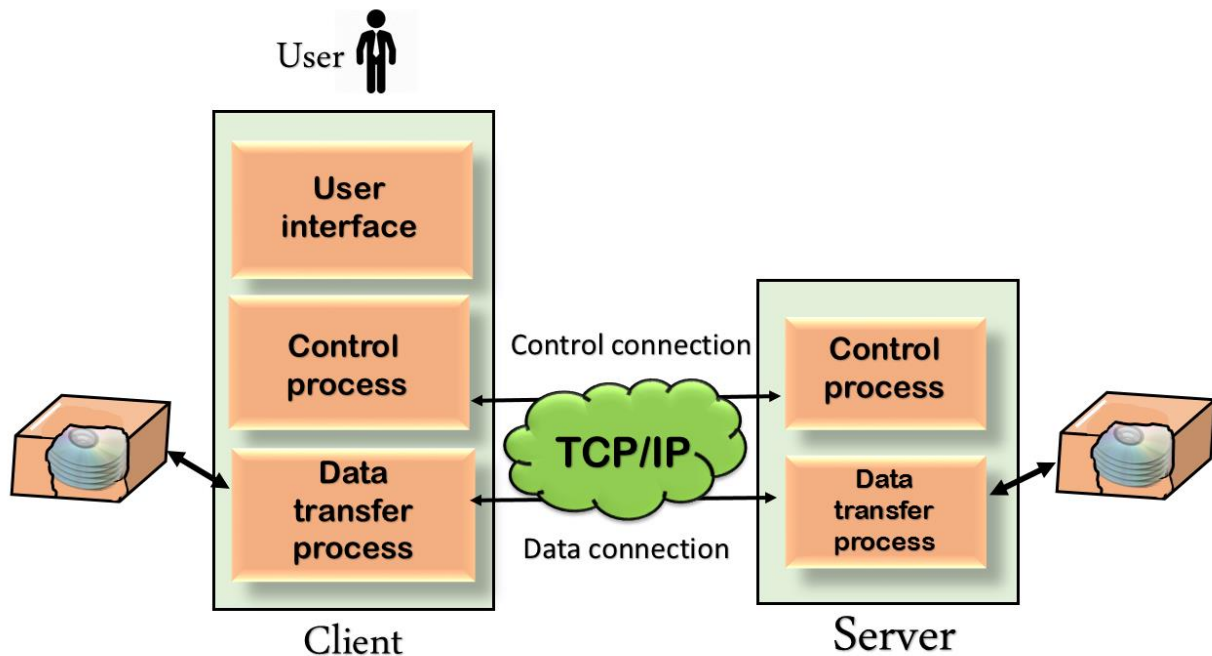 User
User
interface
Control
process
Data
transfer
process
Client
Control connection
TCP/IP
Data connection
Control
process
Data
transfer
process
Server